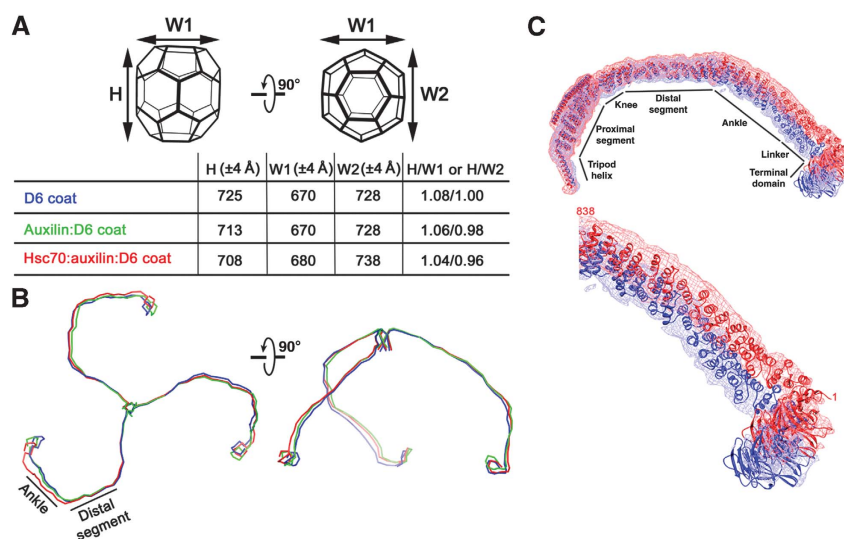 A
W1
W1
H
90°
W2
H (±4 Å) W1(±4 Å) W2(±4 Å) H/W1 or H/W2
D6 coat 725 670 728 1.08/1.00
Auxilin:D6 coat 713 670 728 1.06/0.98
Hsc70:auxilin:D6 coat 708 680 738 1.04/0.96
B
90°
Ankle
Distal
segment
C
Knee
Distal
segment
Ankle
Proximal
segment
Linker
Tripod
helix
Terminal
domain
838
1